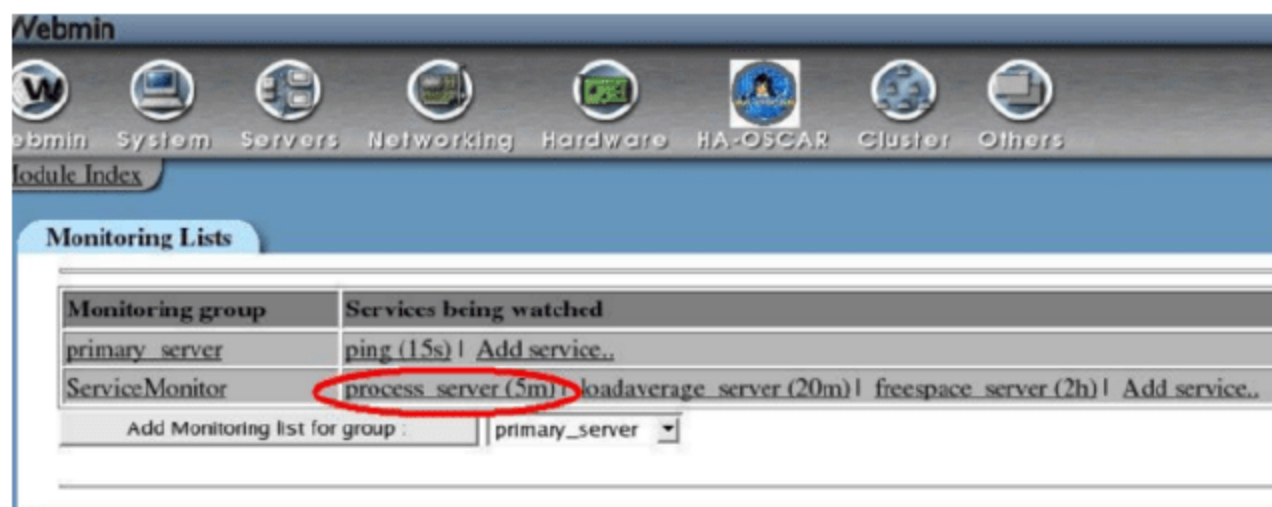 Webmin
Webmin System Servers Networking Hardware HA-OSCAR Cluster Others
Module Index
Monitoring Lists
Monitoring group Services being watched
primary_server ping (15s) | Add service..
ServiceMonitor process_server (5m) | loadaverage_server (20m) | freespace_server (2h) | Add service..
Add Monitoring list for group : primary_server